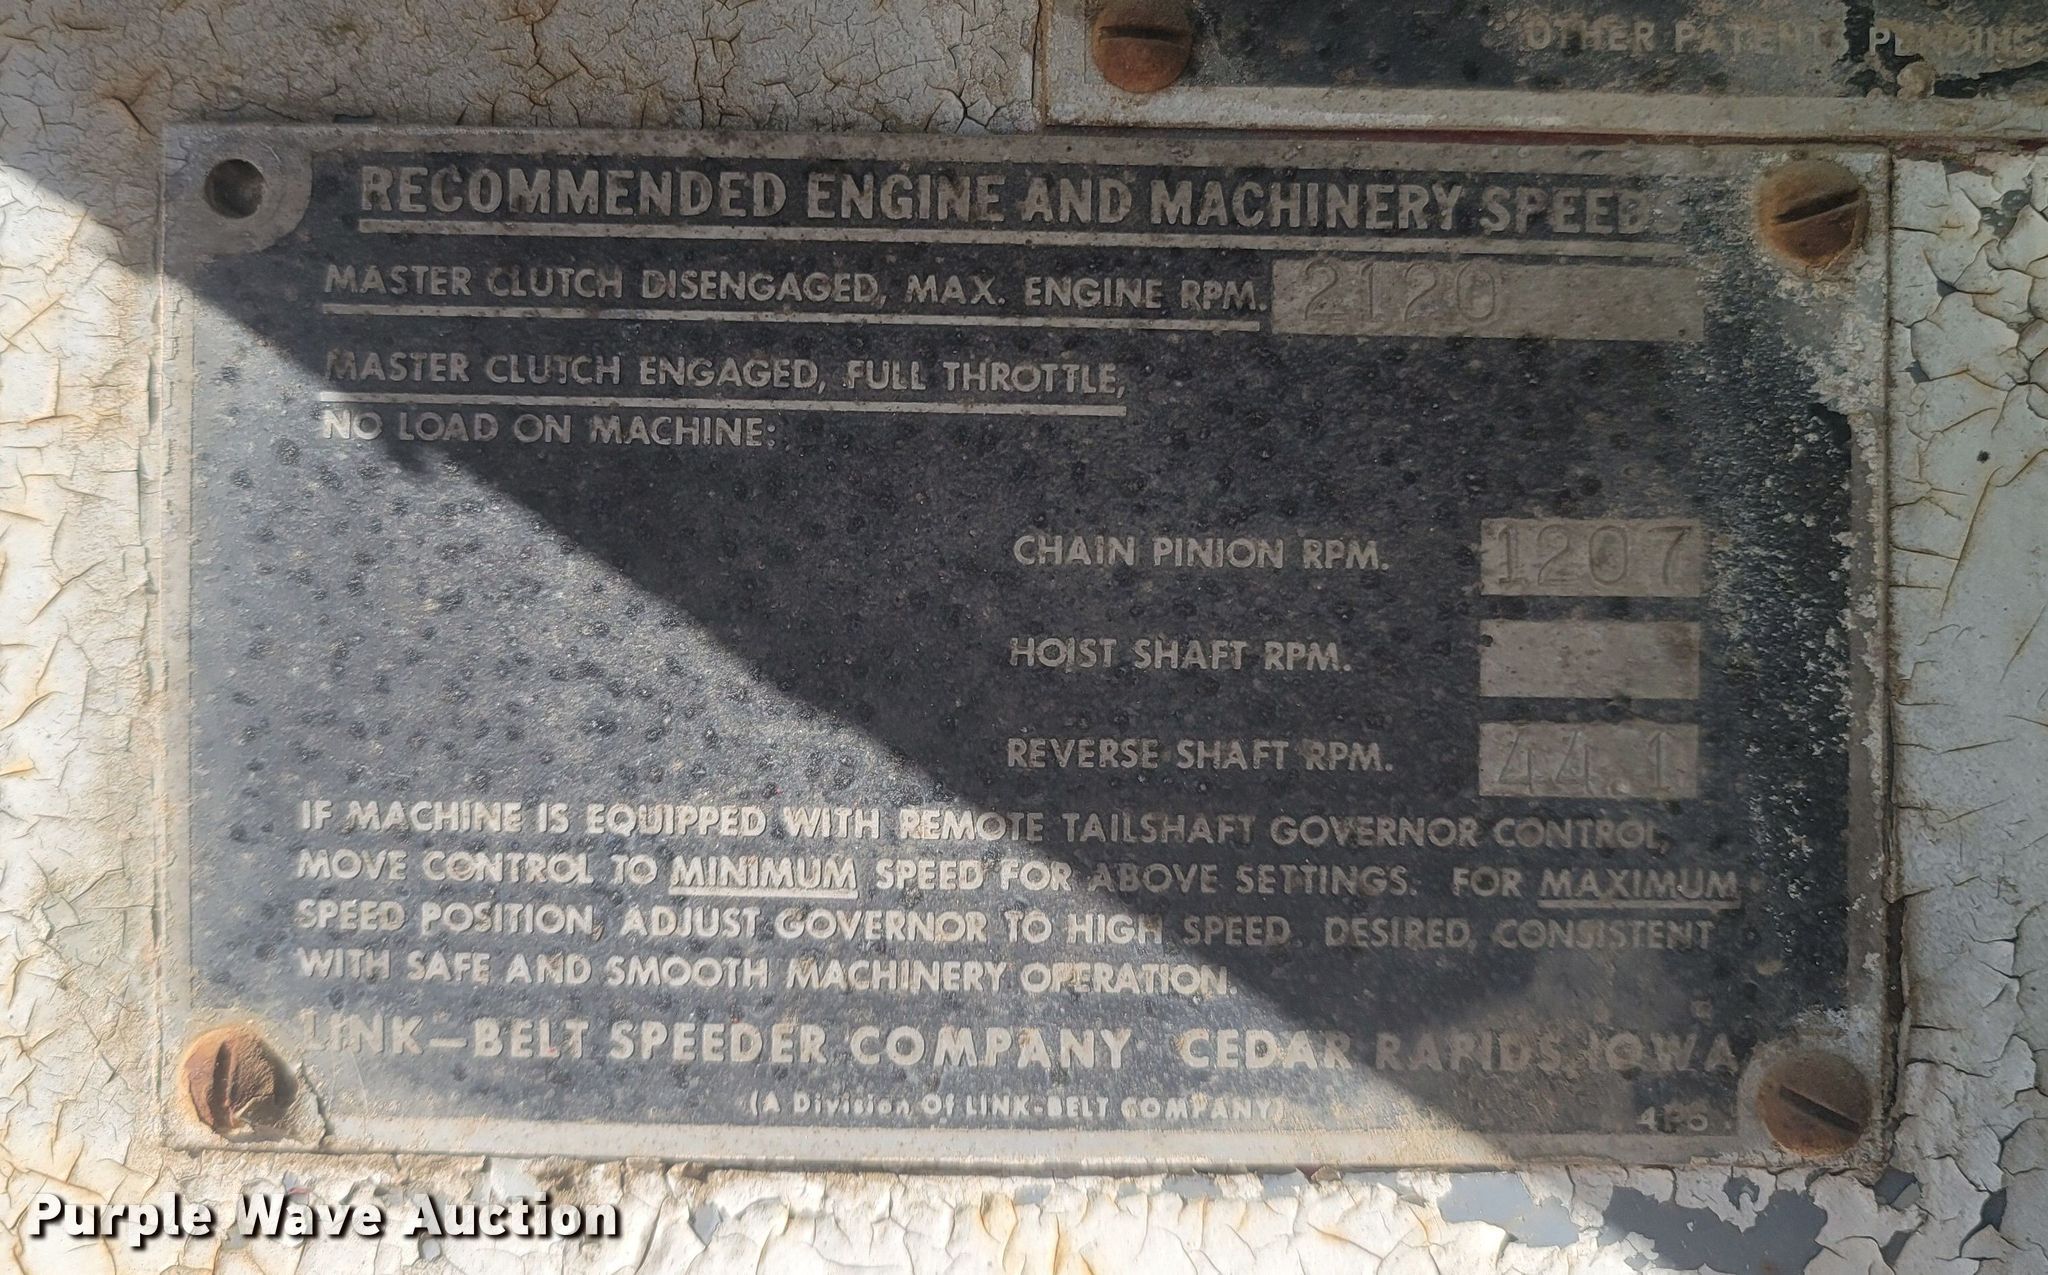 OTHER PATENTS PENDING
RECOMMENDED ENGINE AND MACHINERY SPEEDS
MASTER CLUTCH DISENGAGED, MAX. ENGINE RPM. 2120
MASTER CLUTCH ENGAGED, FULL THROTTLE,
NO LOAD ON MACHINE:
CHAIN PINION RPM. 1207
HOIST SHAFT RPM.
REVERSE SHAFT RPM. 44.1
IF MACHINE IS EQUIPPED WITH REMOTE TAILSHAFT GOVERNOR CONTROL,
MOVE CONTROL TO MINIMUM SPEED FOR ABOVE SETTINGS. FOR MAXIMUM
SPEED POSITION, ADJUST GOVERNOR TO HIGH SPEED DESIRED, CONSISTENT
WITH SAFE AND SMOOTH MACHINERY OPERATION.
LINK-BELT SPEEDER COMPANY CEDAR RAPIDS, IOWA
(A Division Of LINK-BELT COMPANY)
Purple Wave Auction